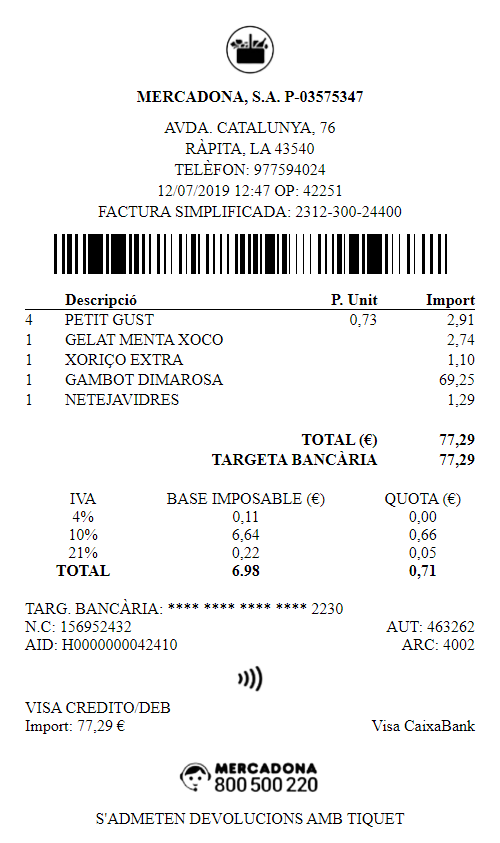 MERCADONA, S.A. P-03575347
AVDA. CATALUNYA, 76
RÀPITA, LA 43540
TELÈFON: 977594024
12/07/2019 12:47 OP: 42251
FACTURA SIMPLIFICADA: 2312-300-24400
Descripció P. Unit Import
4 PETIT GUST 0,73 2,91
1 GELAT MENTA XOCO 2,74
1 XORIÇO EXTRA 1,10
1 GAMBOT DIMAROSA 69,25
1 NETEJAVIDRES 1,29
TOTAL (€) 77,29
TARGETA BANCÀRIA 77,29
IVA BASE IMPOSABLE (€) QUOTA (€)
4% 0,11 0,00
10% 6,64 0,66
21% 0,22 0,05
TOTAL 6.98 0,71
TARG. BANCÀRIA: **** **** **** **** 2230
N.C: 156952432 AUT: 463262
AID: H0000000042410 ARC: 4002
VISA CREDITO/DEB
Import: 77,29 € Visa CaixaBank
MERCADONA
800 500 220
S'ADMETEN DEVOLUCIONS AMB TIQUET